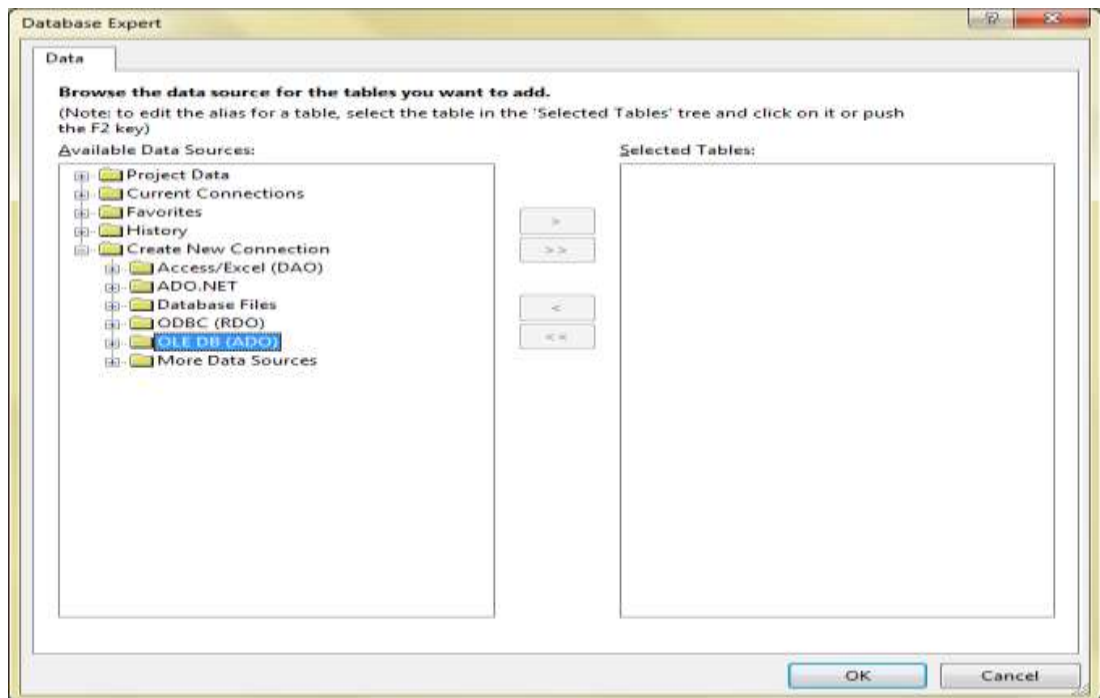 Database Expert
Data
Browse the data source for the tables you want to add.
(Note: to edit the alias for a table, select the table in the 'Selected Tables' tree and click on it or push
the F2 key)
Available Data Sources:
Selected Tables:
Project Data
Current Connections
Favorites
History
Create New Connection
Access/Excel (DAO)
ADO.NET
Database Files
ODBC (RDO)
OLE DB (ADO)
More Data Sources
>
>>
<
<<
OK
Cancel